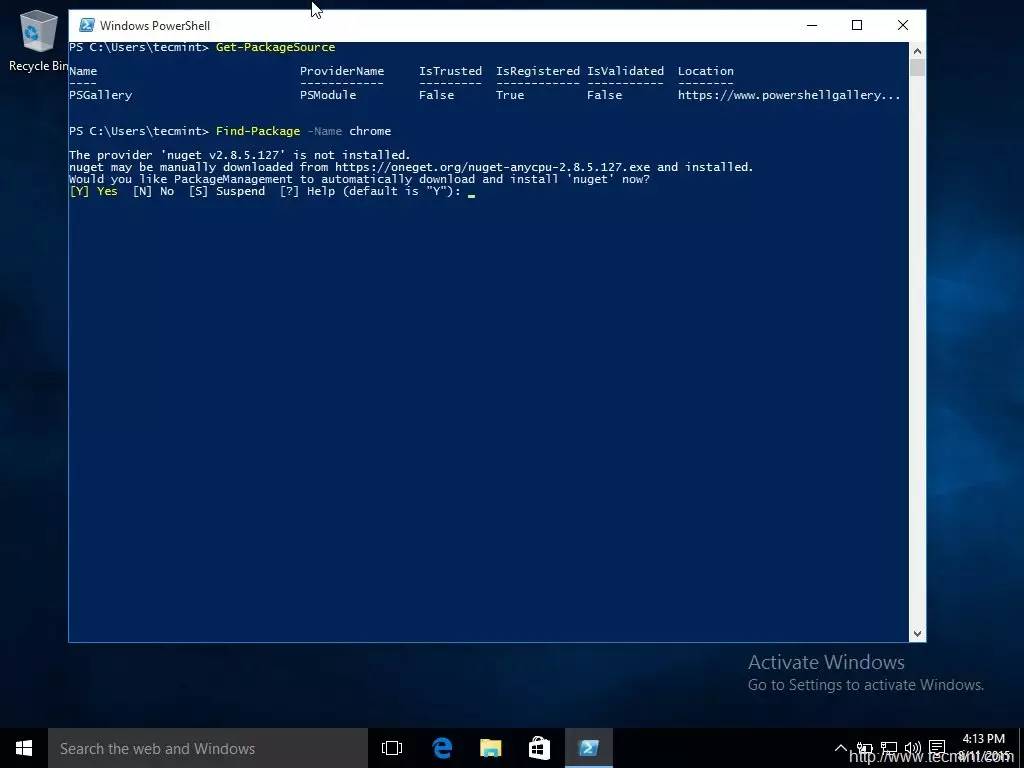 Recycle Bin
Windows PowerShell
PS C:\Users\tecmint> Get-PackageSource
Name ProviderName IsTrusted IsRegistered IsValidated Location
---- ------------ --------- ------------ ----------- --------
PSGallery PSModule False True False https://www.powershellgallery...
PS C:\Users\tecmint> Find-Package -Name chrome
The provider 'nuget v2.8.5.127' is not installed.
nuget may be manually downloaded from https://oneget.org/nuget-anycpu-2.8.5.127.exe and installed.
Would you like PackageManagement to automatically download and install 'nuget' now?
[Y] Yes [N] No [S] Suspend [?] Help (default is "Y"):
Activate Windows
Go to Settings to activate Windows.
Search the web and Windows
4:13 PM
8/11/2015
http://www.tecmint.com